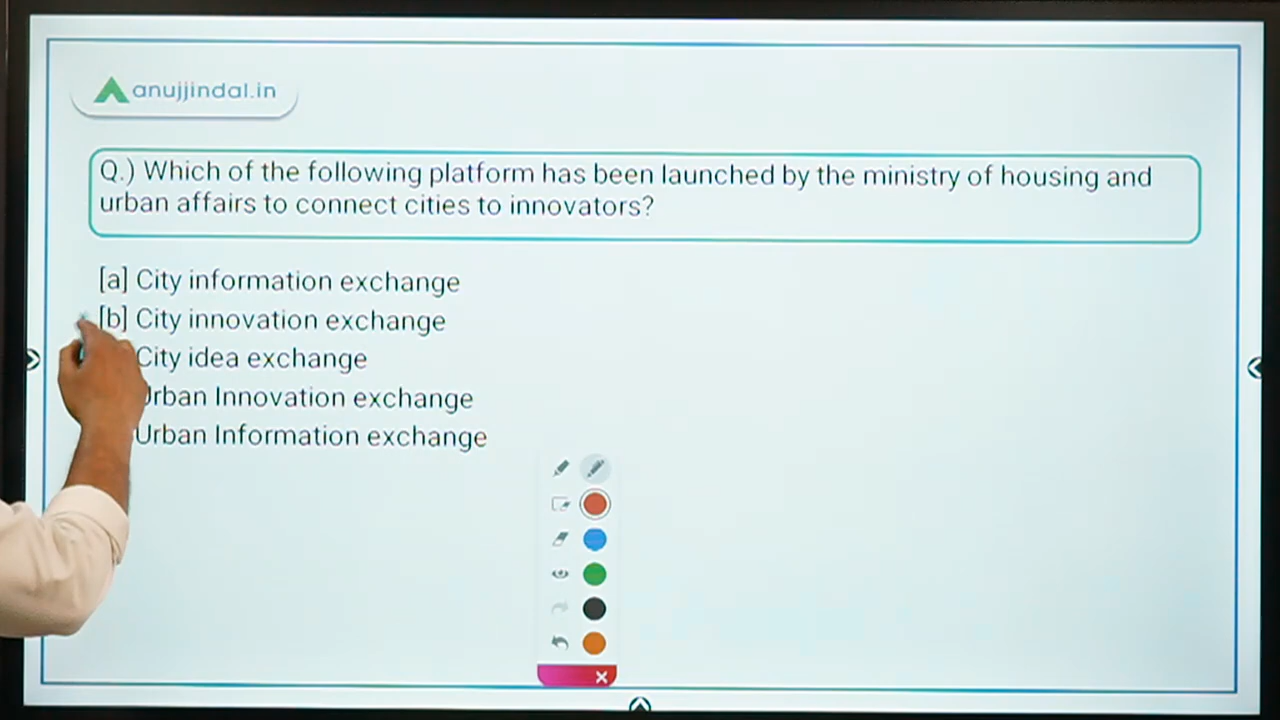 anujjindal.in
Q.) Which of the following platform has been launched by the ministry of housing and
urban affairs to connect cities to innovators?
[a] City information exchange
[b] City innovation exchange
City idea exchange
Urban Innovation exchange
Urban Information exchange